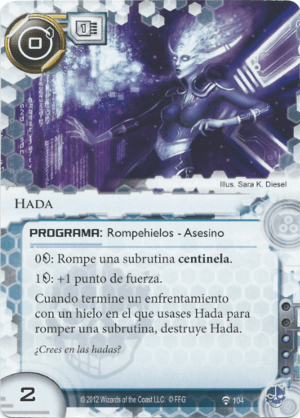 0
1
Illus. Sara K. Diesel
HADA
PROGRAMA: Rompehielos - Asesino
0: Rompe una subrutina centinela.
1: +1 punto de fuerza.
Cuando termine un enfrentamiento
con un hielo en el que usases Hada para
romper una subrutina, destruye Hada.
¿Crees en las hadas?
2
© 2012 Wizards of the Coast LLC. © FFG
104